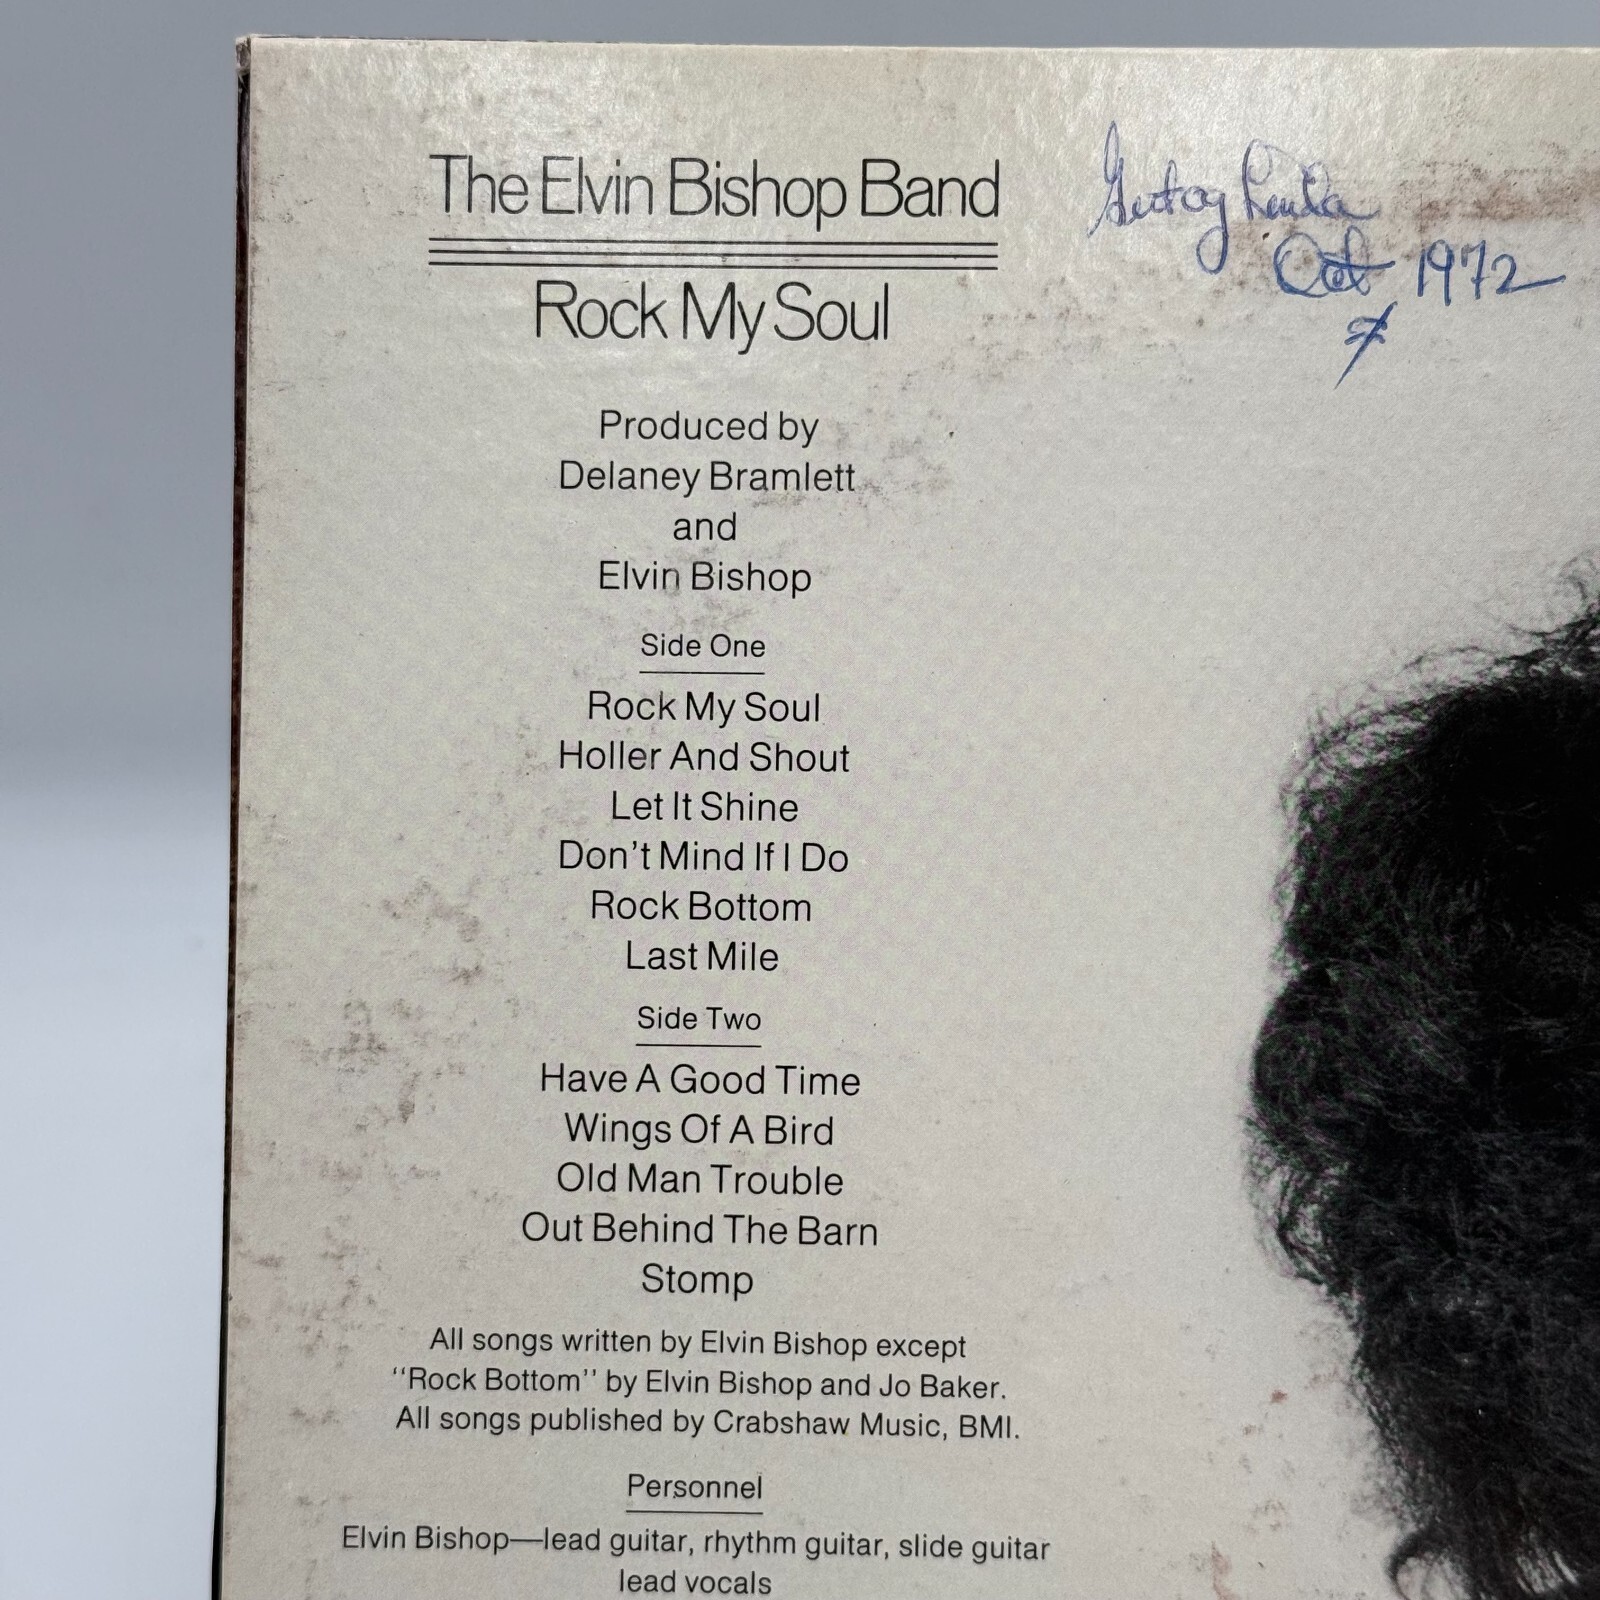 The Elvin Bishop Band
Rock My Soul
Oct 1972
Produced by
Delaney Bramlett
and
Elvin Bishop
Side One
Rock My Soul
Holler And Shout
Let It Shine
Don't Mind If I Do
Rock Bottom
Last Mile
Side Two
Have A Good Time
Wings Of A Bird
Old Man Trouble
Out Behind The Barn
Stomp
All songs written by Elvin Bishop except
"Rock Bottom" by Elvin Bishop and Jo Baker.
All songs published by Crabshaw Music, BMI.
Personnel
Elvin Bishop—lead guitar, rhythm guitar, slide guitar
lead vocals